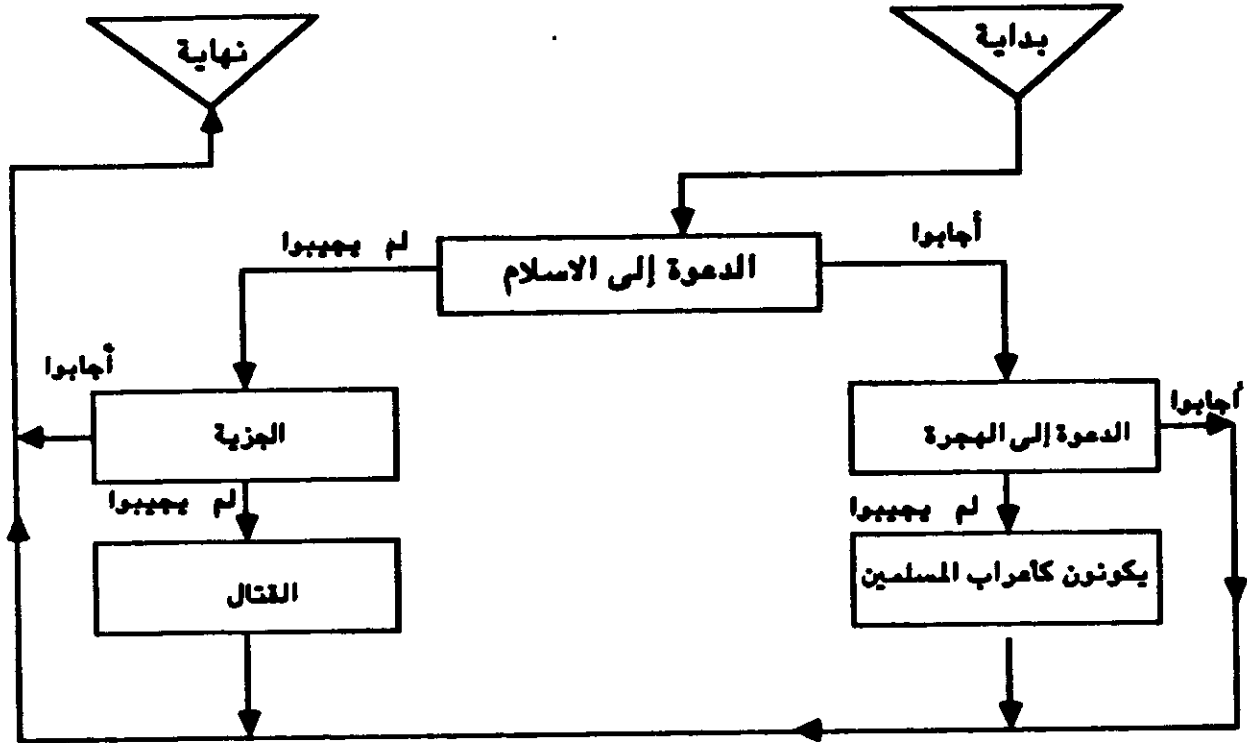 بداية
نهاية
أجابوا
الدعوة إلى الاسلام
لم يجيبوا
أجابوا
الدعوة إلى الهجرة
الجزية
أجابوا
لم يجيبوا
لم يجيبوا
يكونون كأعراب المسلمين
القتال